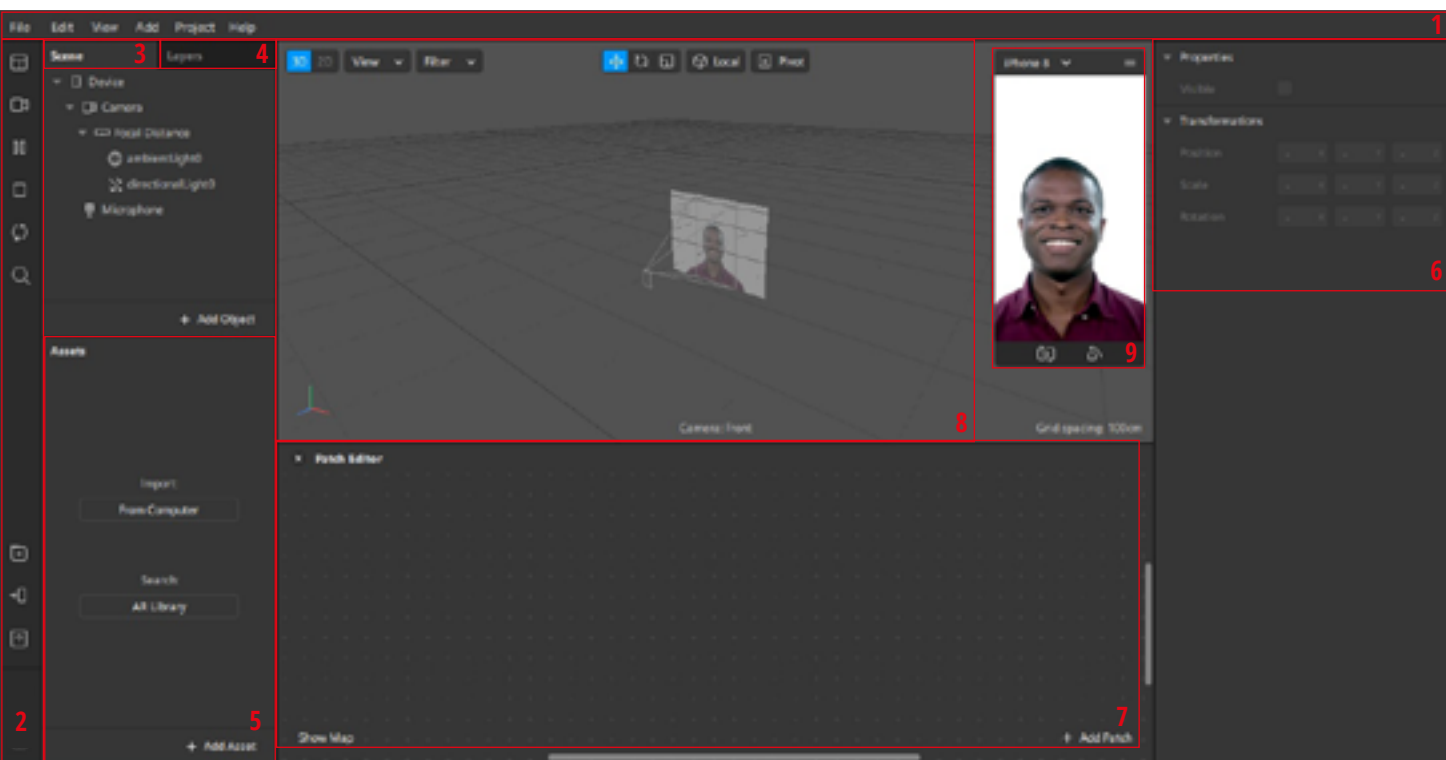 File Edit View Add Project Help 1
Scene 3 Layers 4
3D 2D View Filter Local Pivot
iPhone 8
Properties
Visible
Device
Camera
Focal Distance
ambientLight0
directionalLight0
Microphone
+ Add Object
Transformations
Position
Scale
Rotation
6
9
8
Camera: Front
Grid spacing: 100cm
Assets
Import:
From Computer
Search:
AR Library
5
+ Add Asset
2
Patch Editor
7
Show Map
+ Add Patch